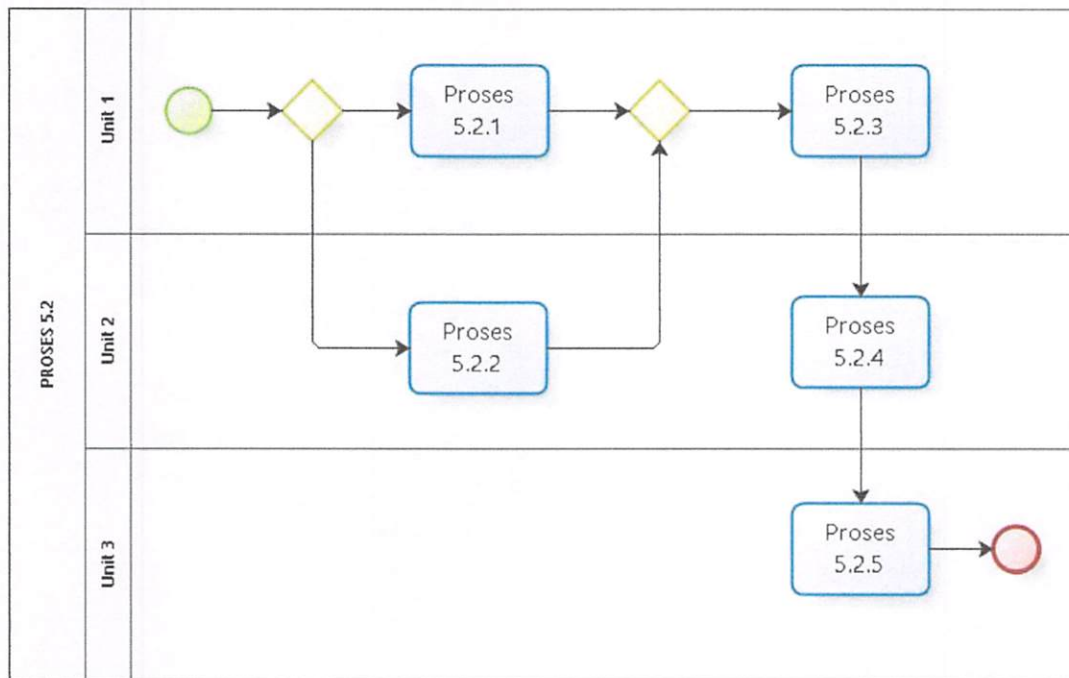 PROSES 5.2
Unit 1
Proses
5.2.1
Proses
5.2.3
Unit 2
Proses
5.2.2
Proses
5.2.4
Unit 3
Proses
5.2.5